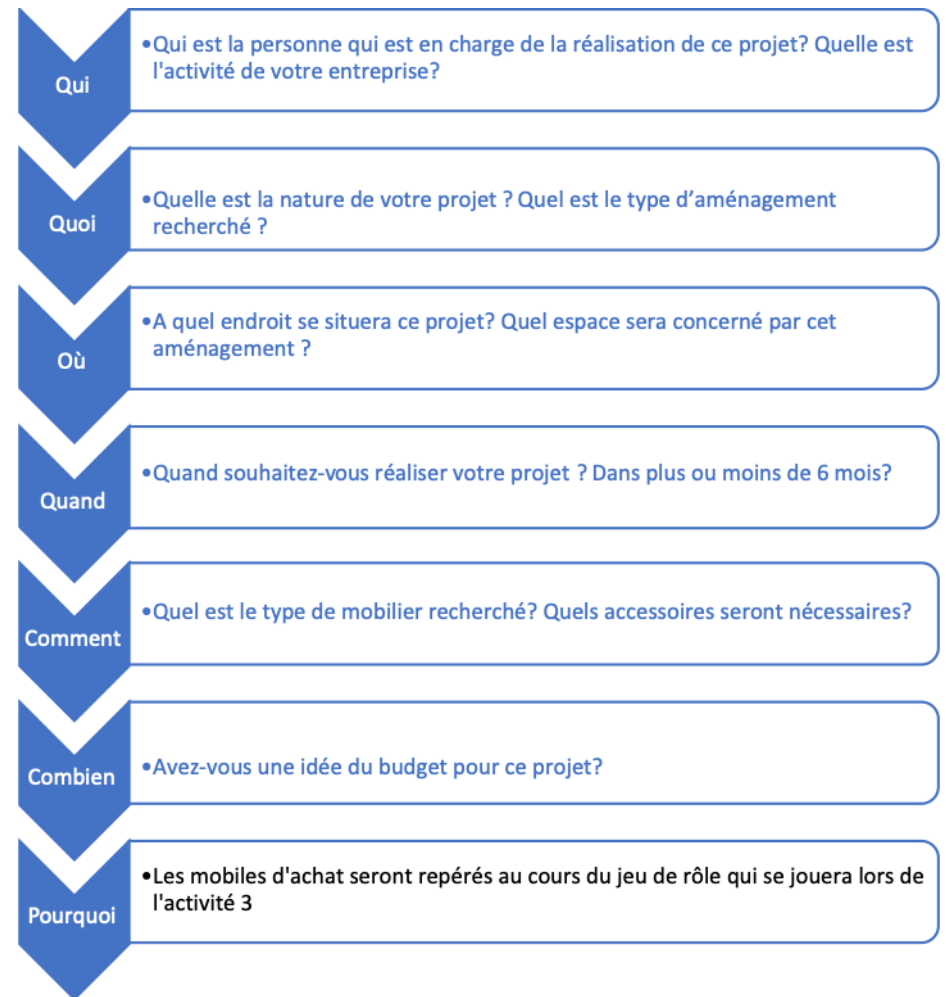 Qui
•Qui est la personne qui est en charge de la réalisation de ce projet? Quelle est
l'activité de votre entreprise?
Quoi
•Quelle est la nature de votre projet ? Quel est le type d’aménagement
recherché ?
Où
•A quel endroit se situera ce projet? Quel espace sera concerné par cet
aménagement ?
Quand
•Quand souhaitez-vous réaliser votre projet ? Dans plus ou moins de 6 mois?
Comment
•Quel est le type de mobilier recherché? Quels accessoires seront nécessaires?
Combien
•Avez-vous une idée du budget pour ce projet?
Pourquoi
•Les mobiles d'achat seront repérés au cours du jeu de rôle qui se jouera lors de
l'activité 3